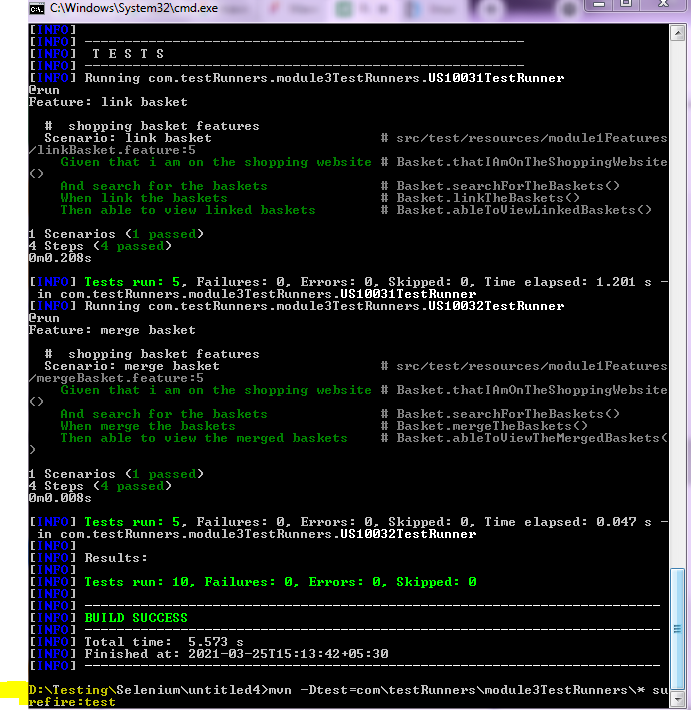 C:\Windows\System32\cmd.exe
[INFO]
[INFO] -------------------------------------------------------
[INFO]  T E S T S
[INFO] -------------------------------------------------------
[INFO] Running com.testRunners.module3TestRunners.US10031TestRunner
@run
Feature: link basket
#  shopping basket features
Scenario: link basket # src/test/resources/module1Features
/linkBasket.feature:5
Given that i am on the shopping website # Basket.thatIAmOnTheShoppingWebsite
()
And search for the baskets # Basket.searchForTheBaskets()
When link the baskets # Basket.linkTheBaskets()
Then able to view linked baskets # Basket.ableToViewLinkedBaskets()
1 Scenarios (1 passed)
4 Steps (4 passed)
0m0.208s
[INFO] Tests run: 5, Failures: 0, Errors: 0, Skipped: 0, Time elapsed: 1.201 s -
in com.testRunners.module3TestRunners.US10031TestRunner
[INFO] Running com.testRunners.module3TestRunners.US10032TestRunner
@run
Feature: merge basket
#  shopping basket features
Scenario: merge basket # src/test/resources/module1Features
/mergeBasket.feature:5
Given that i am on the shopping website # Basket.thatIAmOnTheShoppingWebsite
()
And search for the baskets # Basket.searchForTheBaskets()
When merge the baskets # Basket.mergeTheBaskets()
Then able to view the merged baskets # Basket.ableToViewTheMergedBaskets(
)
1 Scenarios (1 passed)
4 Steps (4 passed)
0m0.008s
[INFO] Tests run: 5, Failures: 0, Errors: 0, Skipped: 0, Time elapsed: 0.047 s -
in com.testRunners.module3TestRunners.US10032TestRunner
[INFO]
[INFO] Results:
[INFO]
[INFO] Tests run: 10, Failures: 0, Errors: 0, Skipped: 0
[INFO]
[INFO] ------------------------------------------------------------------------
[INFO] BUILD SUCCESS
[INFO] ------------------------------------------------------------------------
[INFO] Total time:  5.573 s
[INFO] Finished at: 2021-03-25T15:13:42+05:30
[INFO] ------------------------------------------------------------------------
D:\Testing\Selenium\untitled4>mvn -Dtest=com\testRunners\module3TestRunners\* su
refire:test